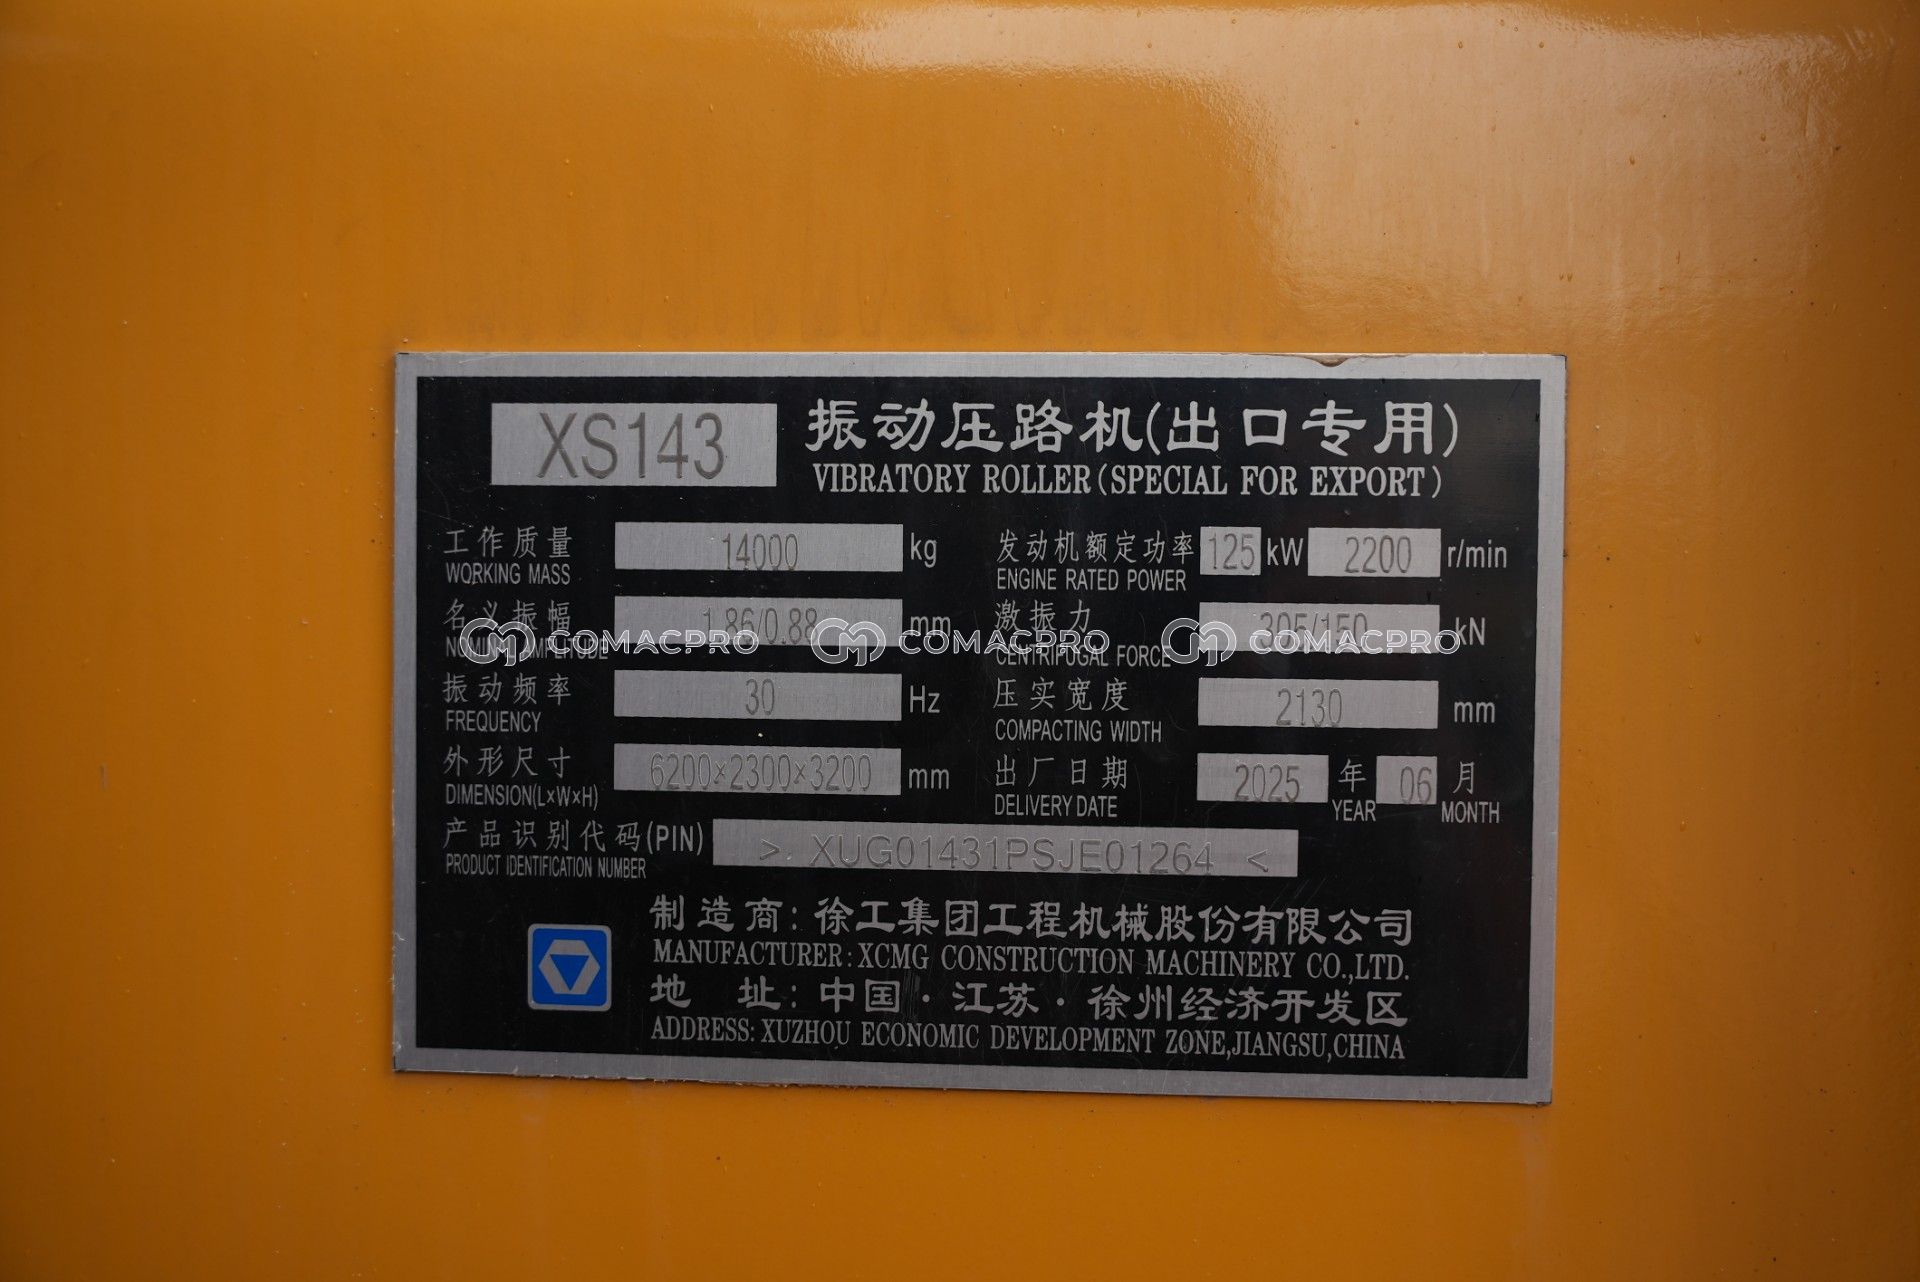 XS143 振动压路机(出口专用)
VIBRATORY ROLLER (SPECIAL FOR EXPORT)
工作质量 14000 kg 发动机额定功率 125 kW 2200 r/min
WORKING MASS ENGINE RATED POWER
名义振幅 1.86/0.88 mm 激振力 305/150 kN
NOMINAL AMPLITUDE CENTRIFUGAL FORCE
COMACPRO COMACPRO COMACPRO
振动频率 30 Hz 压实宽度 2130 mm
FREQUENCY COMPACTING WIDTH
外形尺寸 6200×2300×3200 mm 出厂日期 2025 年 06 月
DIMENSION(L×W×H) DELIVERY DATE YEAR MONTH
产品识别代码(PIN) > XUG01431PSJE01264 <
PRODUCT IDENTIFICATION NUMBER
制造商: 徐工集团工程机械股份有限公司
MANUFACTURER: XCMG CONSTRUCTION MACHINERY CO.,LTD.
地址: 中国·江苏·徐州经济开发区
ADDRESS: XUZHOU ECONOMIC DEVELOPMENT ZONE,JIANGSU,CHINA